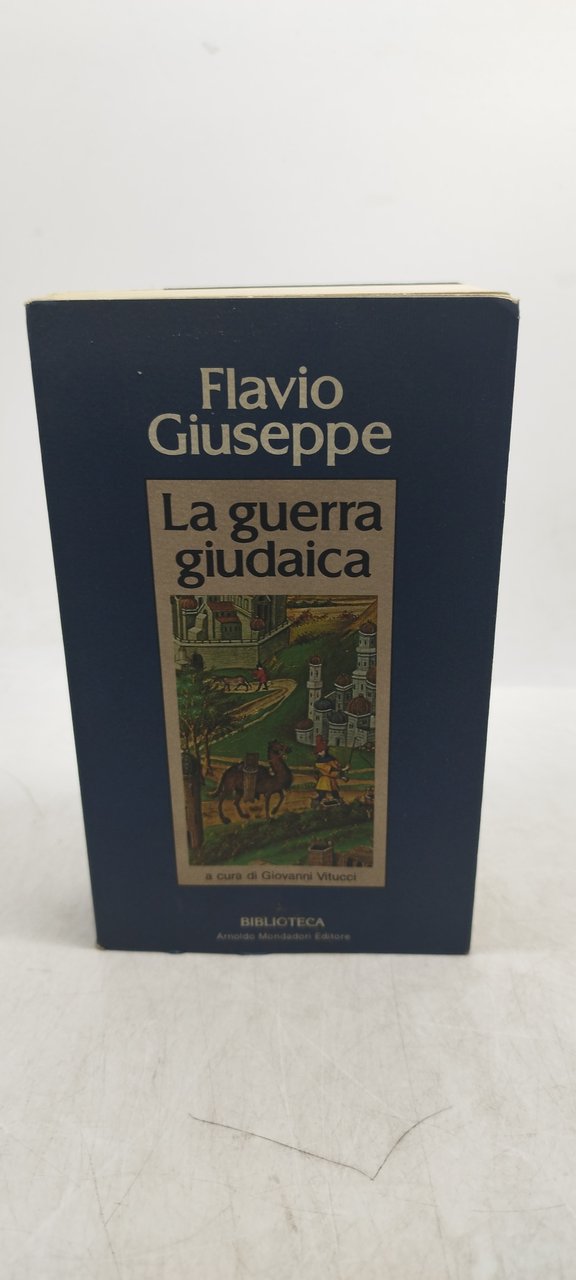 Flavio
Giuseppe
La guerra
giudaica
a cura di Giovanni Vitucci
BIBLIOTECA
Arnoldo Mondadori Editore